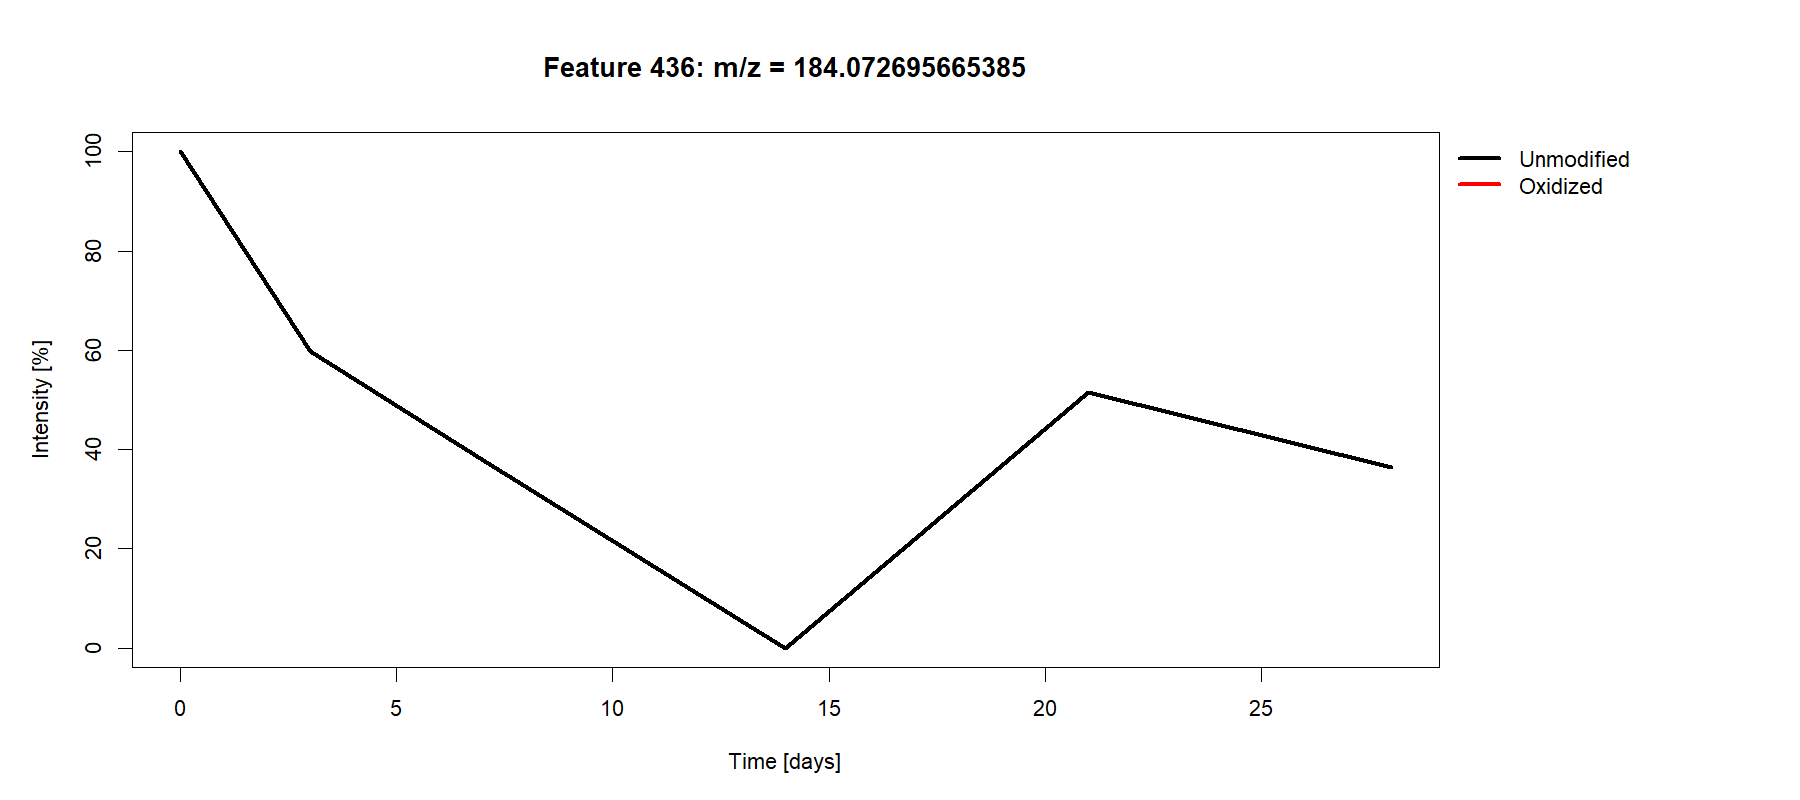 Feature 436: m/z = 184.072695665385
Unmodified
Oxidized
100
80
60
40
20
0
Intensity [%]
0 5 10 15 20 25
Time [days]